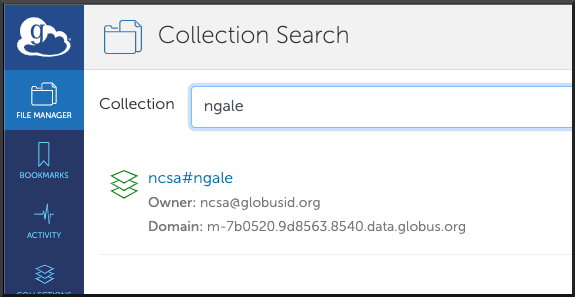 g
Collection Search
Collection
ngale
FILE MANAGER
BOOKMARKS
ACTIVITY
ncsa#ngale
Owner: ncsa@globusid.org
Domain: m-7b0520.9d8563.8540.data.globus.org
COLLECTIONS